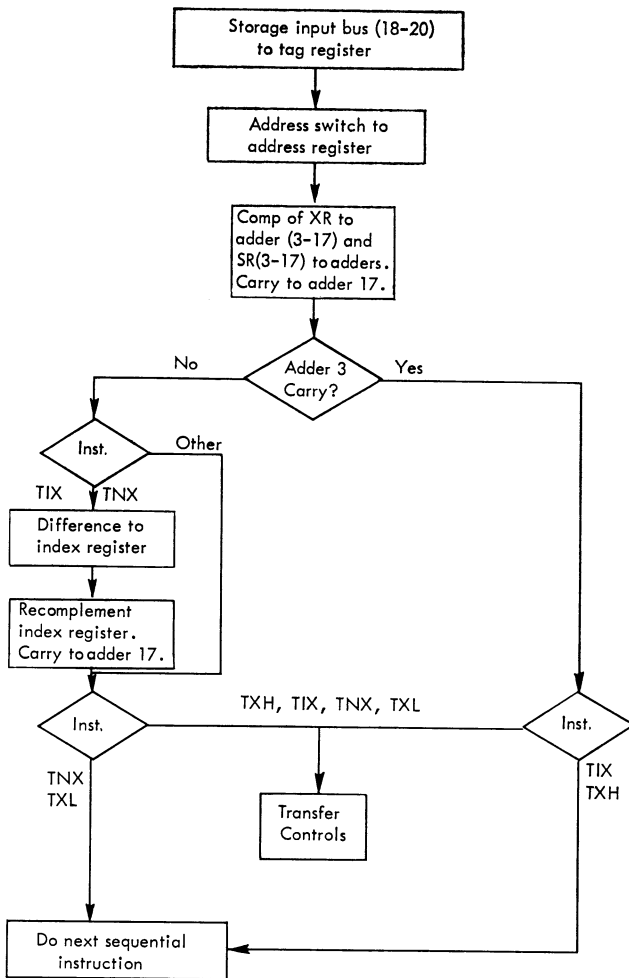 Storage input bus (18-20)
to tag register
Address switch to
address register
Comp of XR to
adder (3-17) and
SR(3-17) to adders.
Carry to adder 17.
Adder 3
Carry?
No
Yes
Inst.
Other
TIX TNX
Difference to
index register
Recomplement
index register.
Carry to adder 17.
Inst.
TXH, TIX, TNX, TXL
Inst.
TNX
TXL
TIX
TXH
Transfer
Controls
Do next sequential
instruction